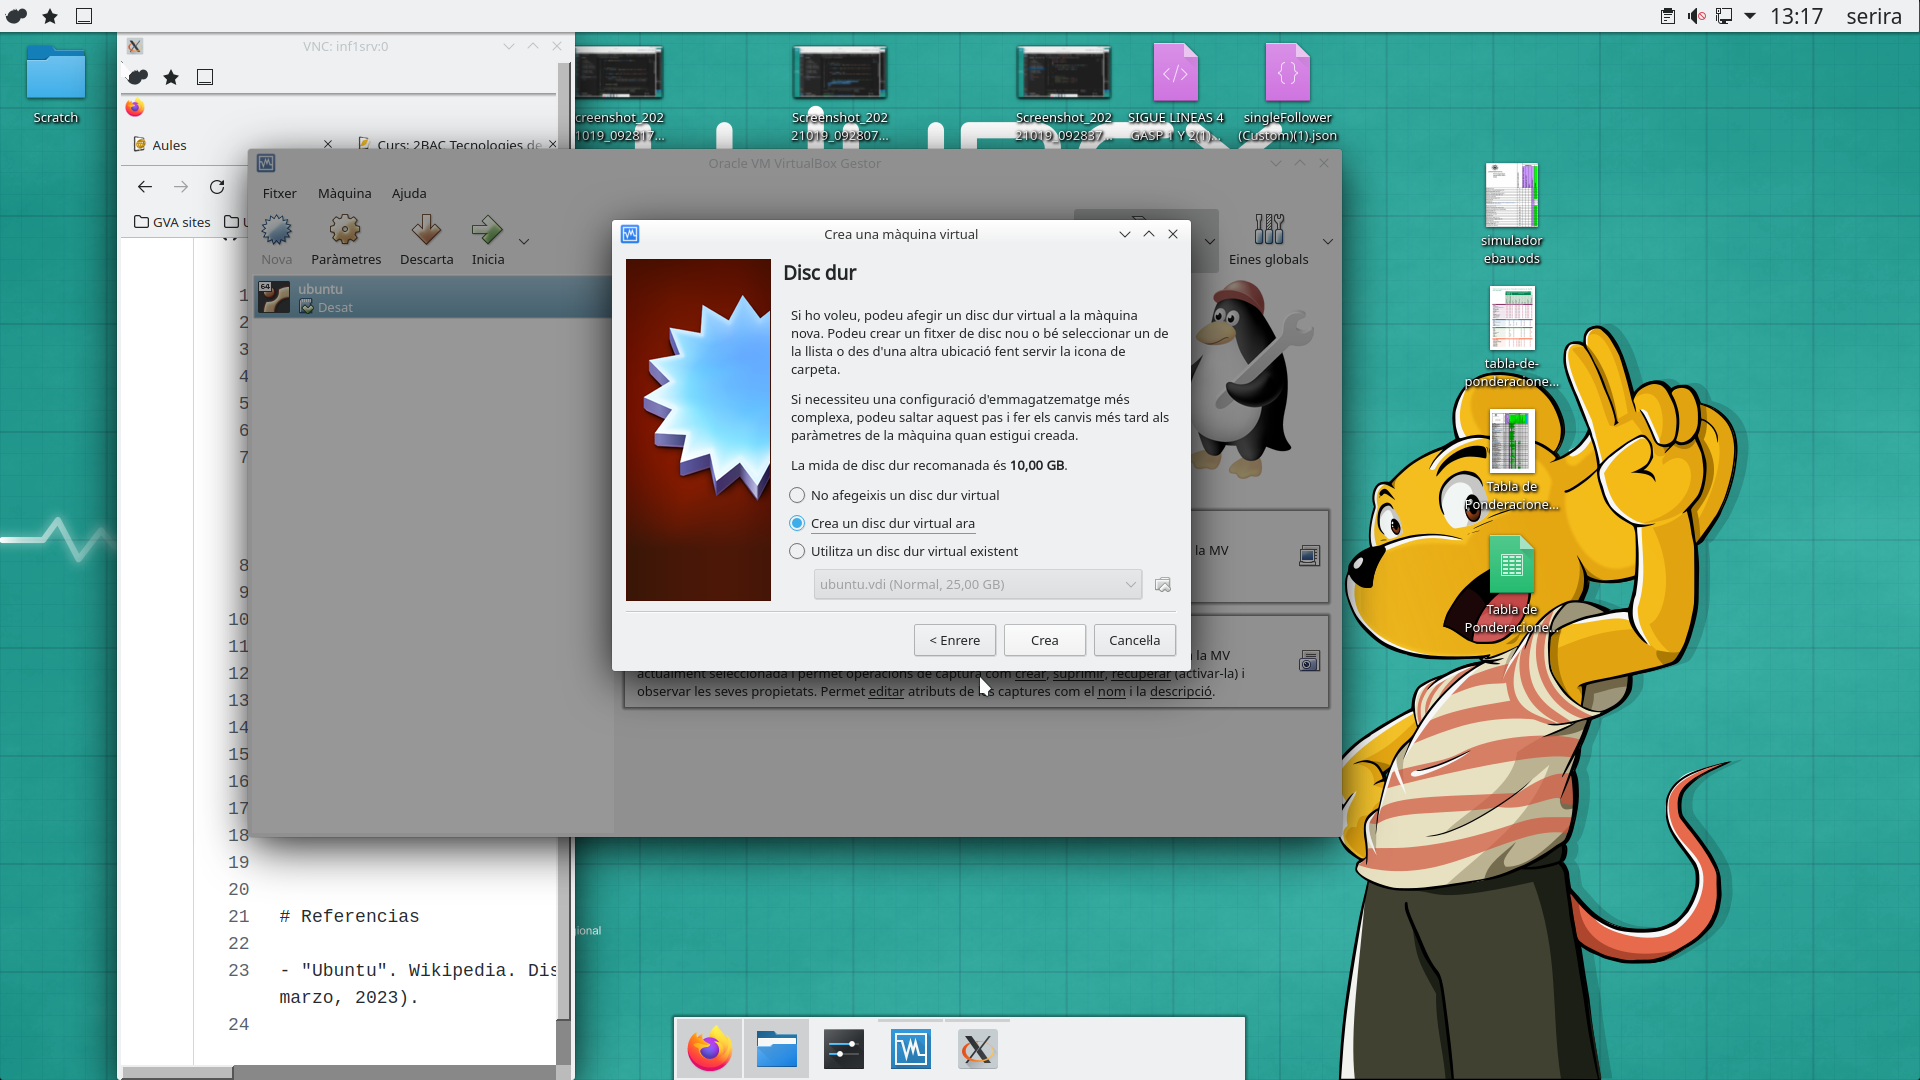 13:17
serira
Scratch
VNC: inf1srv:0
creenshot_202
1019_092817...
Screenshot_202
21019_092807...
Screenshot_202
21019_092837...
SIGUE LINEAS 4
GASP 1 Y 2(1)...
singleFollower
(Custom)(1).json
Aules
Curs: 2BAC Tecnologies de
GVA sites
Oracle VM VirtualBox Gestor
Fitxer
Màquina
Ajuda
Nova
Paràmetres
Descarta
Inicia
Eines globals
64
ubuntu
Desat
Crea una màquina virtual
Disc dur
Si ho voleu, podeu afegir un disc dur virtual a la màquina
nova. Podeu crear un fitxer de disc nou o bé seleccionar un de
la llista o des d'una altra ubicació fent servir la icona de
carpeta.
Si necessiteu una configuració d'emmagatzematge més
complexa, podeu saltar aquest pas i fer els canvis més tard als
paràmetres de la màquina quan estigui creada.
La mida de disc dur recomanada és 10,00 GB.
No afegeixis un disc dur virtual
Crea un disc dur virtual ara
Utilitza un disc dur virtual existent
ubuntu.vdi (Normal, 25,00 GB)
< Enrere
Crea
Cancel·la
la MV
la MV
actualment seleccionada i permet operacions de captura com crear, suprimir, recuperar (activar-la) i
observar les seves propietats. Permet editar atributs de captures com el nom i la descripció.
simulador
ebau.ods
tabla-de-
ponderacione...
Tabla de
Ponderacione...
Tabla de
Ponderacione...
1
2
3
4
5
6
7
8
9
10
11
12
13
14
15
16
17
18
19
20
21 # Referencias
22
23 - "Ubuntu". Wikipedia. Dis
marzo, 2023).
24
ional